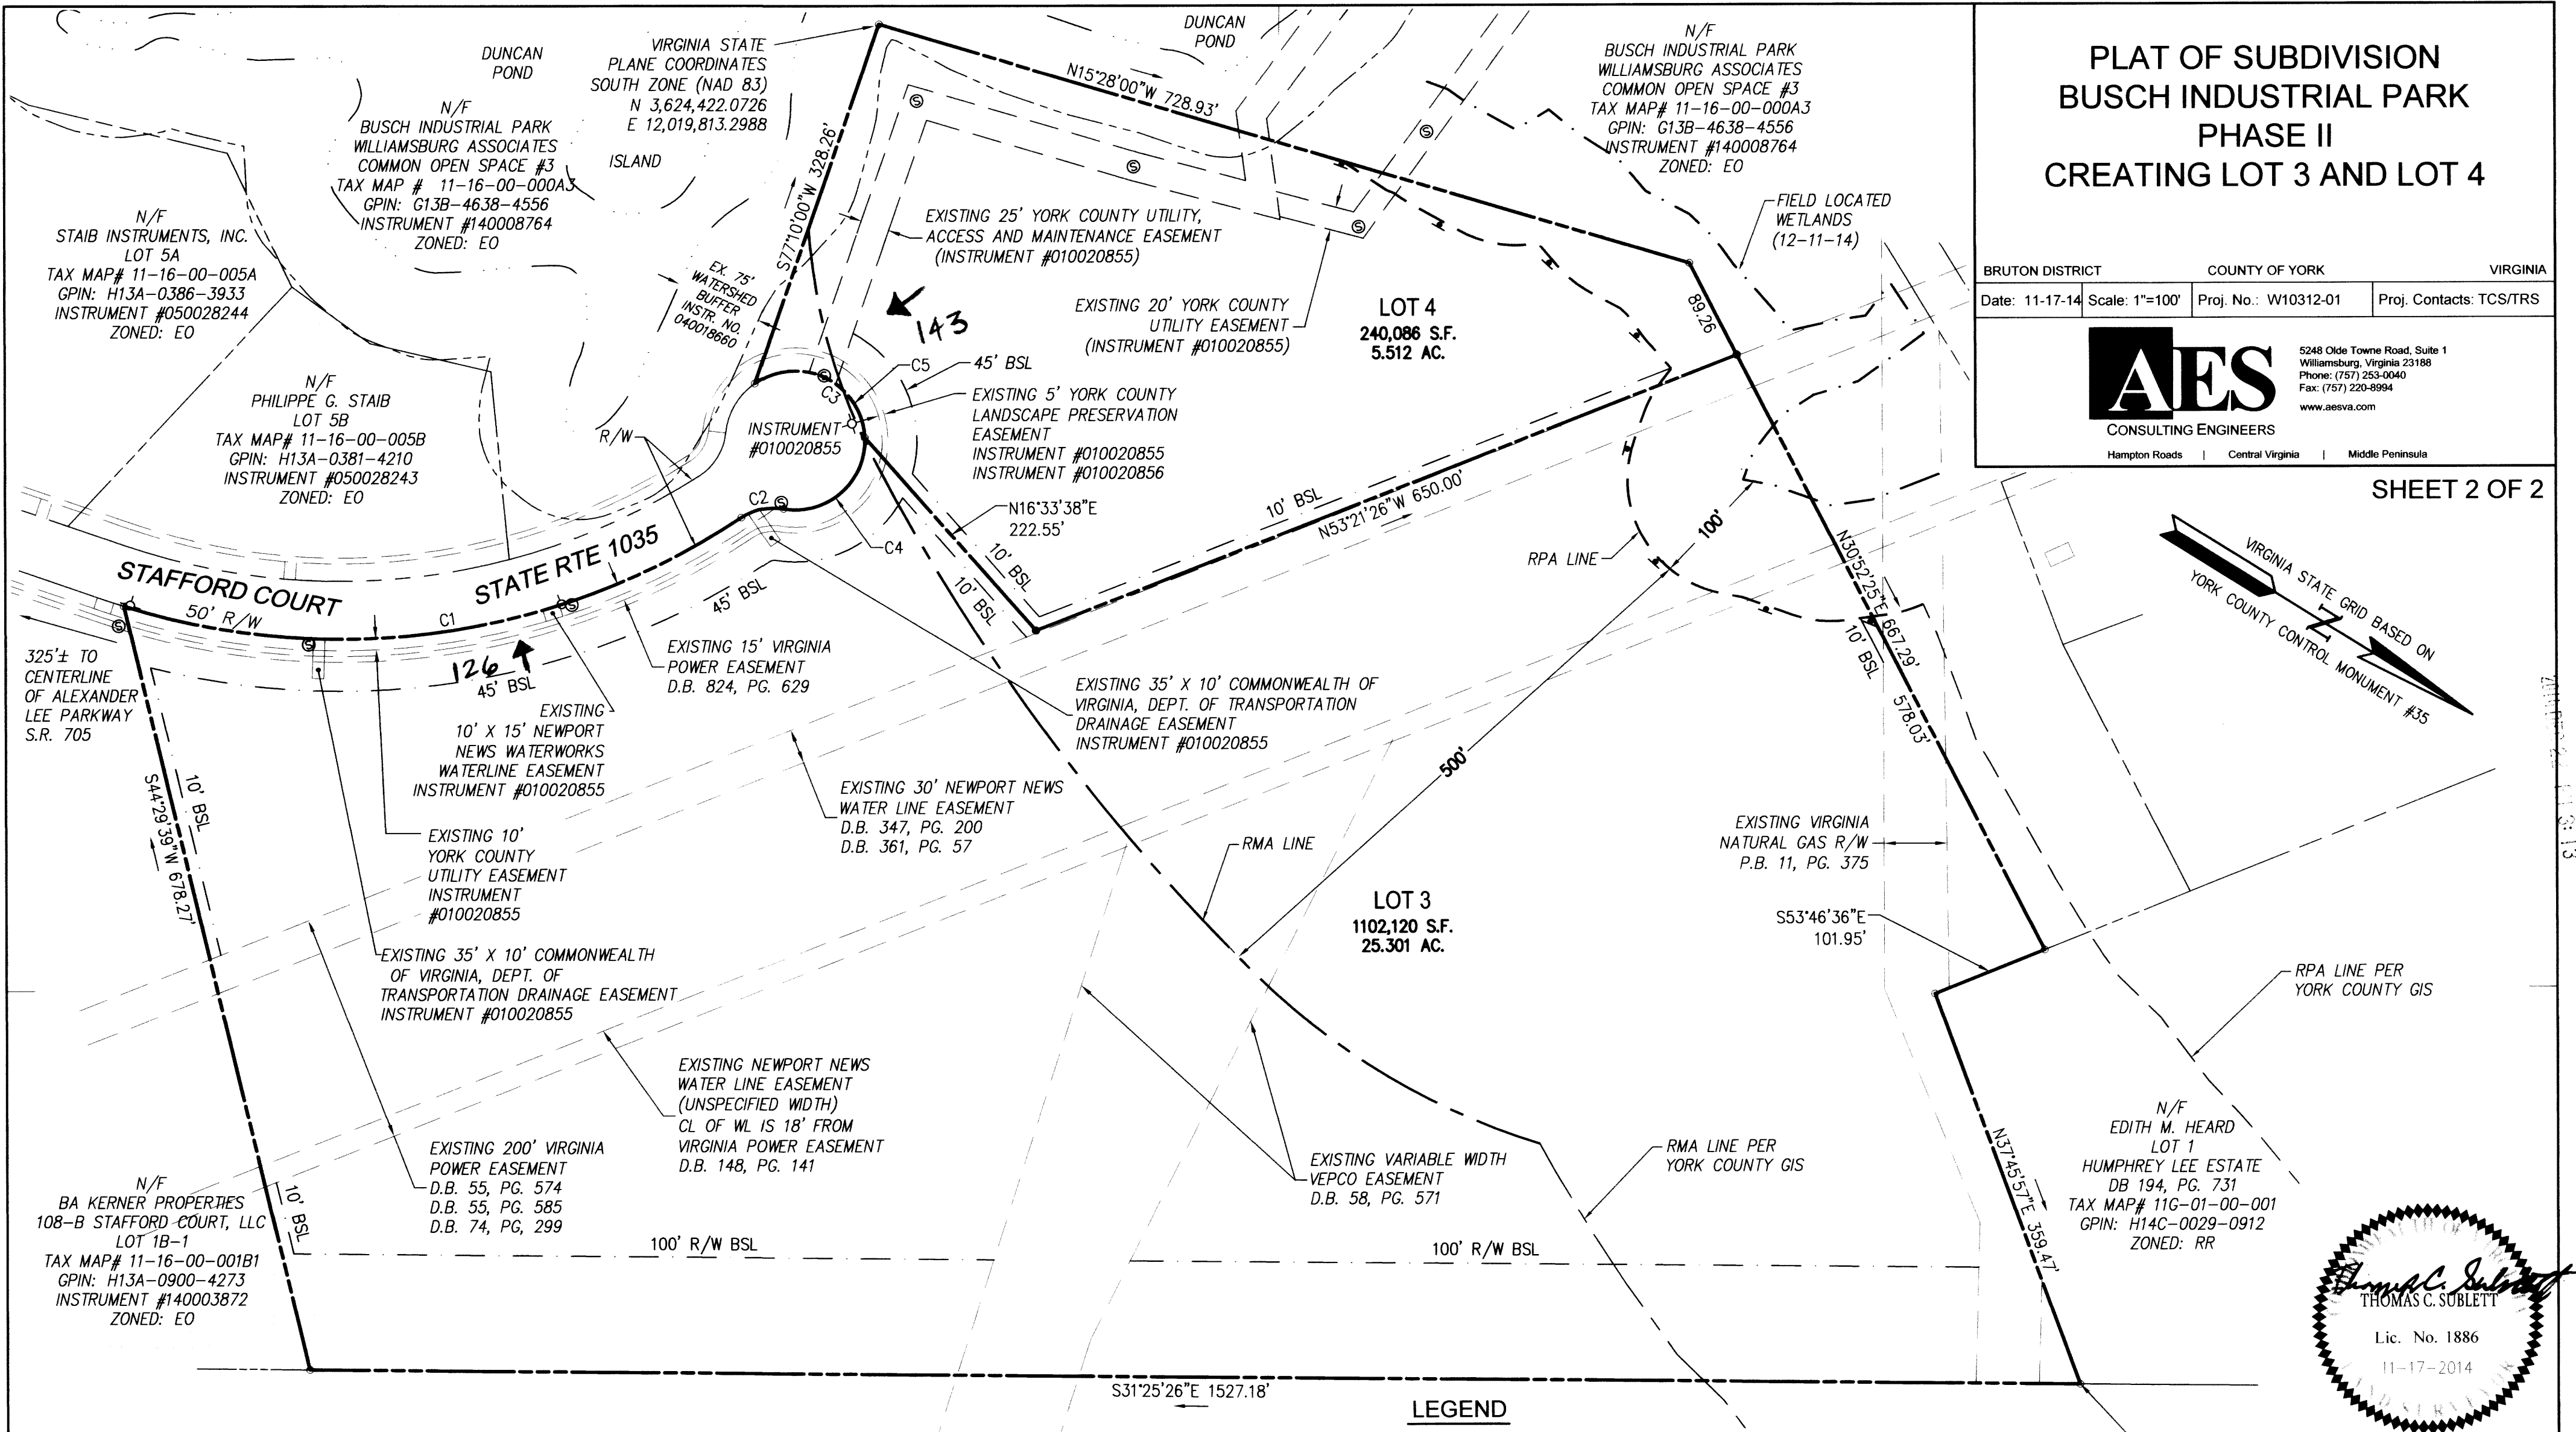 PLAT OF SUBDIVISION
BUSCH INDUSTRIAL PARK
PHASE II
CREATING LOT 3 AND LOT 4
BRUTON DISTRICT COUNTY OF YORK VIRGINIA
Date: 11-17-14 Scale: 1"=100' Proj. No.: W10312-01 Proj. Contacts: TCS/TRS
AES
CONSULTING ENGINEERS
5248 Olde Towne Road, Suite 1
Williamsburg, Virginia 23188
Phone: (757) 253-0040
Fax: (757) 220-8994
www.aesva.com
Hampton Roads | Central Virginia | Middle Peninsula
SHEET 2 OF 2
DUNCAN
POND
VIRGINIA STATE
PLANE COORDINATES
SOUTH ZONE (NAD 83)
N 3,624,422.0726
E 12,019,813.2988
DUNCAN
POND
N/F
BUSCH INDUSTRIAL PARK
WILLIAMSBURG ASSOCIATES
COMMON OPEN SPACE #3
TAX MAP# 11-16-00-000A3
GPIN: G13B-4638-4556
INSTRUMENT #140008764
ZONED: EO
N/F
BUSCH INDUSTRIAL PARK
WILLIAMSBURG ASSOCIATES
COMMON OPEN SPACE #3
TAX MAP # 11-16-00-000A3
GPIN: G13B-4638-4556
INSTRUMENT #140008764
ZONED: EO
ISLAND
N15°28'00"W 728.93'
S77°10'00"W 328.26'
FIELD LOCATED
WETLANDS
(12-11-14)
N/F
STAIB INSTRUMENTS, INC.
LOT 5A
TAX MAP# 11-16-00-005A
GPIN: H13A-0386-3933
INSTRUMENT #050028244
ZONED: EO
EXISTING 25' YORK COUNTY UTILITY,
ACCESS AND MAINTENANCE EASEMENT
(INSTRUMENT #010020855)
EX. 75'
WATERSHED
BUFFER
INSTR. NO.
040018660
143
EXISTING 20' YORK COUNTY
UTILITY EASEMENT
(INSTRUMENT #010020855)
LOT 4
240,086 S.F.
5.512 AC.
89.26
C5
45' BSL
C3
EXISTING 5' YORK COUNTY
LANDSCAPE PRESERVATION
EASEMENT
INSTRUMENT #010020855
INSTRUMENT #010020856
N/F
PHILIPPE G. STAIB
LOT 5B
TAX MAP# 11-16-00-005B
GPIN: H13A-0381-4210
INSTRUMENT #050028243
ZONED: EO
R/W
INSTRUMENT
#010020855
C2
C4
N16°33'38"E
222.55'
10' BSL
N53°21'26"W 650.00'
10' BSL
10' BSL
RPA LINE
100'
N30°52'25"E 667.29'
10' BSL
578.03'
VIRGINIA STATE GRID BASED ON
YORK COUNTY CONTROL MONUMENT #35
N
STAFFORD COURT
STATE RTE 1035
50' R/W
C1
45' BSL
126
45' BSL
325'± TO
CENTERLINE
OF ALEXANDER
LEE PARKWAY
S.R. 705
EXISTING 15' VIRGINIA
POWER EASEMENT
D.B. 824, PG. 629
EXISTING
10' X 15' NEWPORT
NEWS WATERWORKS
WATERLINE EASEMENT
INSTRUMENT #010020855
EXISTING 35' X 10' COMMONWEALTH OF
VIRGINIA, DEPT. OF TRANSPORTATION
DRAINAGE EASEMENT
INSTRUMENT #010020855
S44°29'39"W 678.27'
10' BSL
EXISTING 30' NEWPORT NEWS
WATER LINE EASEMENT
D.B. 347, PG. 200
D.B. 361, PG. 57
500'
EXISTING 10'
YORK COUNTY
UTILITY EASEMENT
INSTRUMENT
#010020855
RMA LINE
EXISTING VIRGINIA
NATURAL GAS R/W
P.B. 11, PG. 375
LOT 3
1102,120 S.F.
25.301 AC.
S53°46'36"E
101.95'
EXISTING 35' X 10' COMMONWEALTH
OF VIRGINIA, DEPT. OF
TRANSPORTATION DRAINAGE EASEMENT
INSTRUMENT #010020855
RPA LINE PER
YORK COUNTY GIS
EXISTING NEWPORT NEWS
WATER LINE EASEMENT
(UNSPECIFIED WIDTH)
CL OF WL IS 18' FROM
VIRGINIA POWER EASEMENT
D.B. 148, PG. 141
EXISTING 200' VIRGINIA
POWER EASEMENT
D.B. 55, PG. 574
D.B. 55, PG. 585
D.B. 74, PG, 299
EXISTING VARIABLE WIDTH
VEPCO EASEMENT
D.B. 58, PG. 571
RMA LINE PER
YORK COUNTY GIS
N37°45'57"E 359.47'
N/F
EDITH M. HEARD
LOT 1
HUMPHREY LEE ESTATE
DB 194, PG. 731
TAX MAP# 11G-01-00-001
GPIN: H14C-0029-0912
ZONED: RR
N/F
BA KERNER PROPERTIES
108-B STAFFORD COURT, LLC
LOT 1B-1
TAX MAP# 11-16-00-001B1
GPIN: H13A-0900-4273
INSTRUMENT #140003872
ZONED: EO
10' BSL
100' R/W BSL
100' R/W BSL
Thomas C. Sublett
THOMAS C. SUBLETT
Lic. No. 1886
11-17-2014
S31°25'26"E 1527.18'
LEGEND